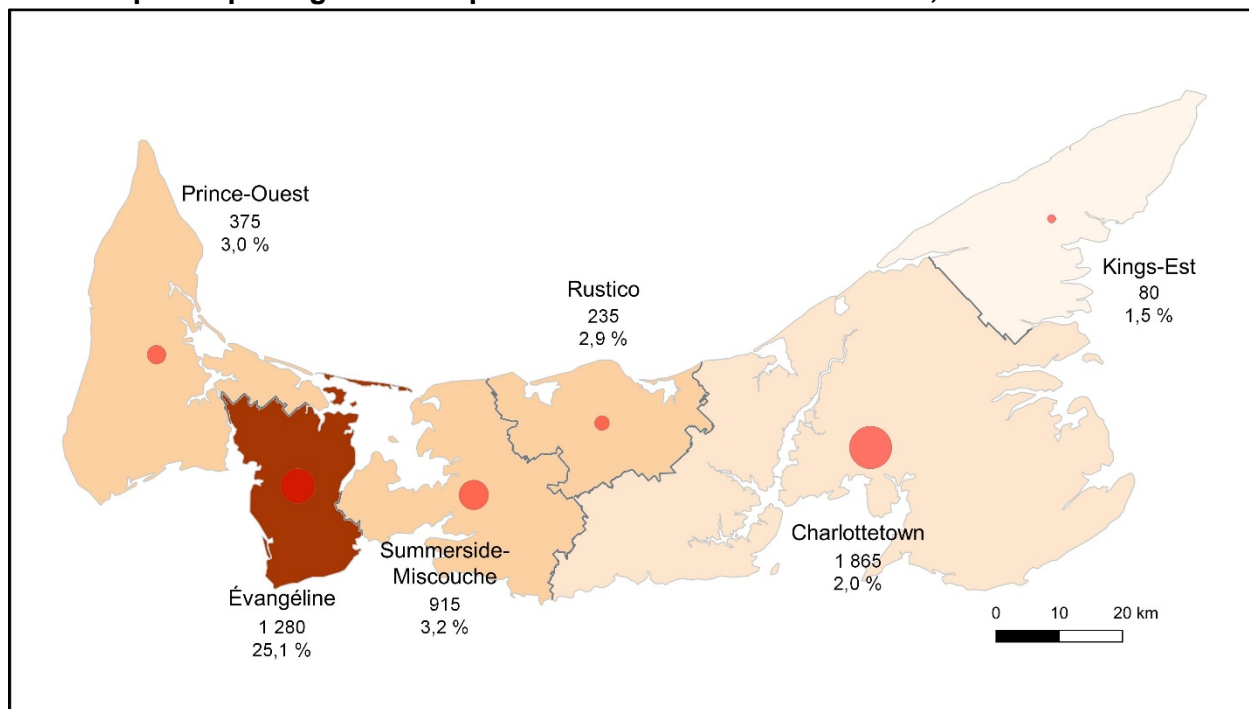 Prince-Ouest
375
3,0 %
Rustico
235
2,9 %
Kings-Est
80
1,5 %
Évangéline
1 280
25,1 %
Summerside-
Miscouche
915
3,2 %
Charlottetown
1 865
2,0 %
0 10 20 km